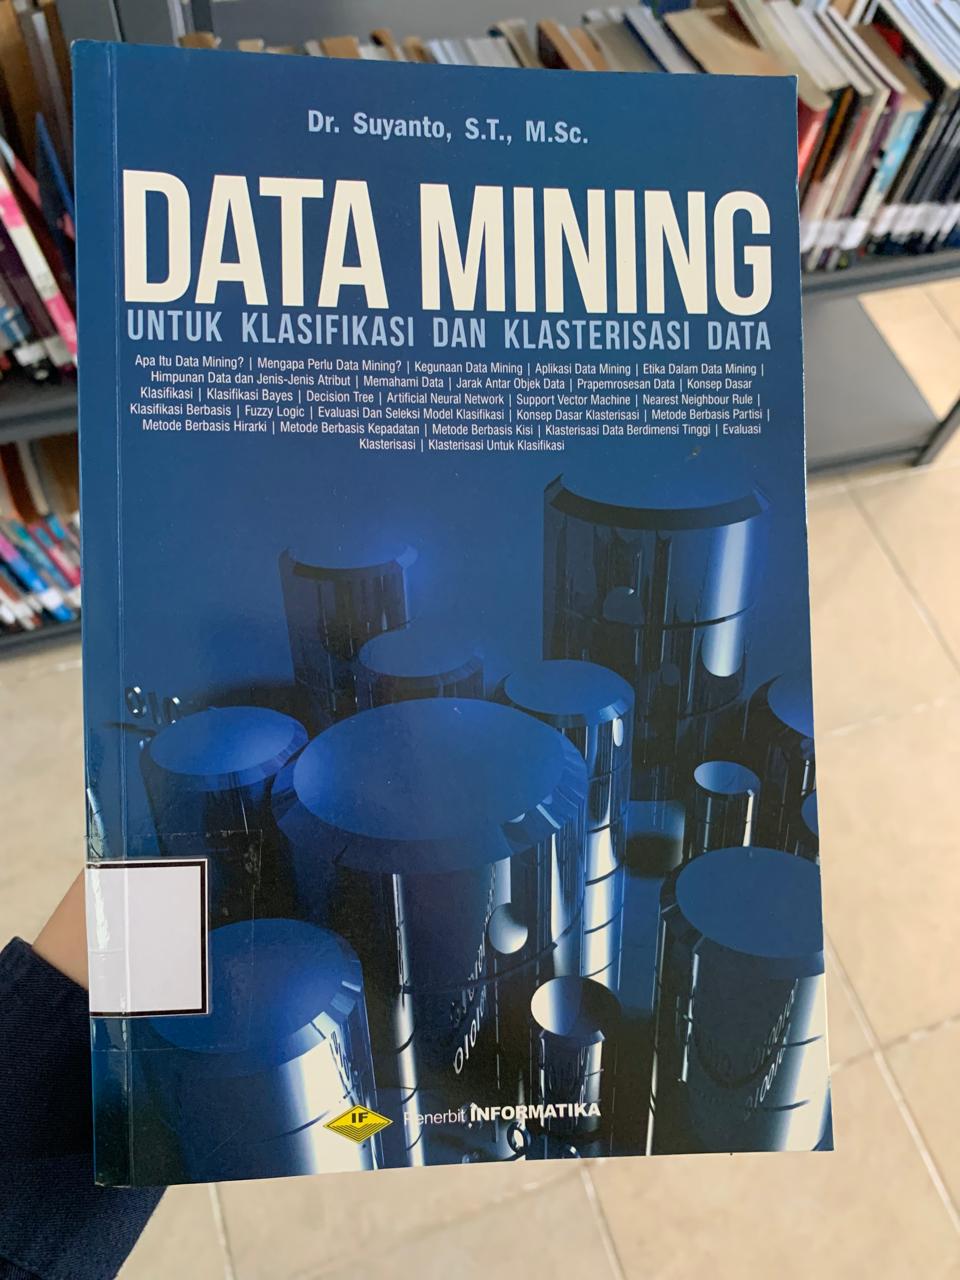 Dr. Suyanto, S.T., M.Sc.
DATA MINING
UNTUK KLASIFIKASI DAN KLASTERISASI DATA
Apa Itu Data Mining? | Mengapa Perlu Data Mining? | Kegunaan Data Mining | Aplikasi Data Mining | Etika Dalam Data Mining |
Himpunan Data dan Jenis-Jenis Atribut | Memahami Data | Jarak Antar Objek Data | Prapemrosesan Data | Konsep Dasar
Klasifikasi | Klasifikasi Bayes | Decision Tree | Artificial Neural Network | Support Vector Machine | Nearest Neighbour Rule |
Klasifikasi Berbasis | Fuzzy Logic | Evaluasi Dan Seleksi Model Klasifikasi | Konsep Dasar Klasterisasi | Metode Berbasis Partisi |
Metode Berbasis Hirarki | Metode Berbasis Kepadatan | Metode Berbasis Kisi | Klasterisasi Data Berdimensi Tinggi | Evaluasi
Klasterisasi | Klasterisasi Untuk Klasifikasi
IF Penerbit INFORMATIKA